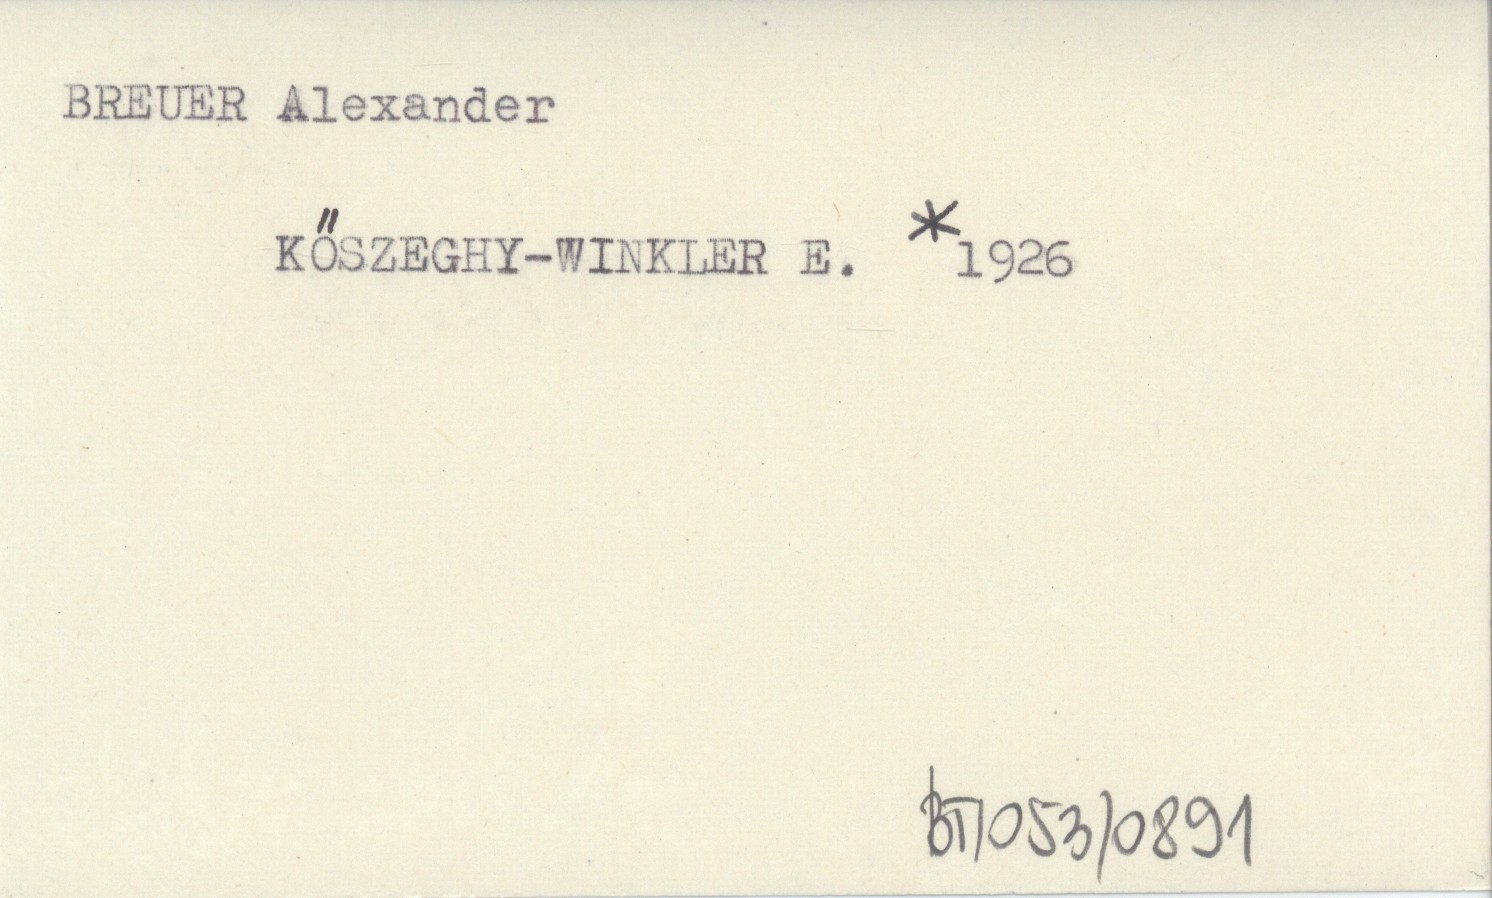 BREUER Alexander
KŐSZEGHY-WINKLER E. *1926
BT/053/0891